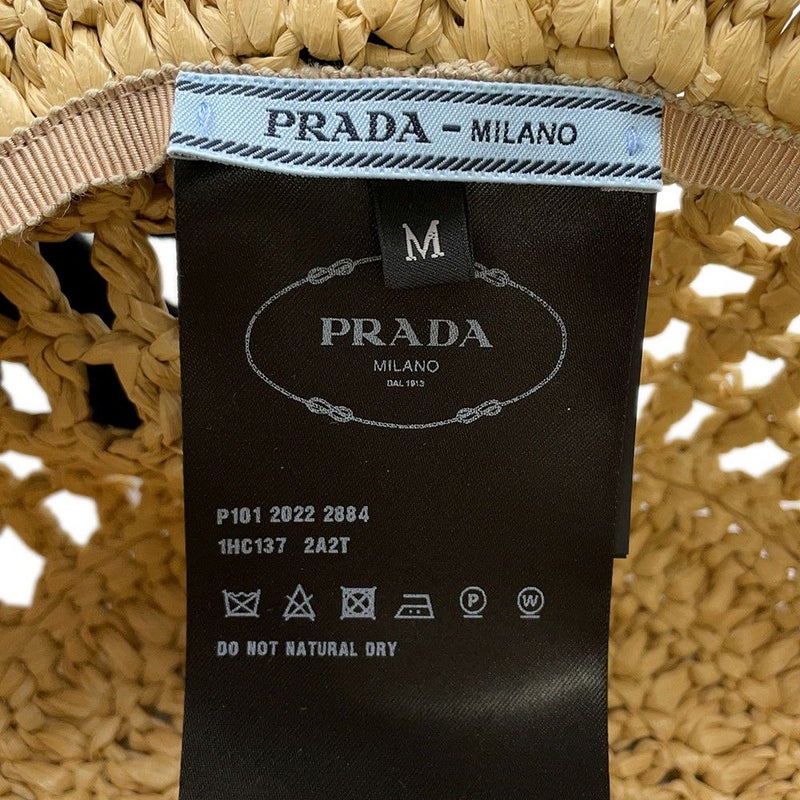 PRADA - MILANO
M
PRADA
MILANO
DAL 1913
P101 2022 2884
1HC137 2A2T
P W
DO NOT NATURAL DRY